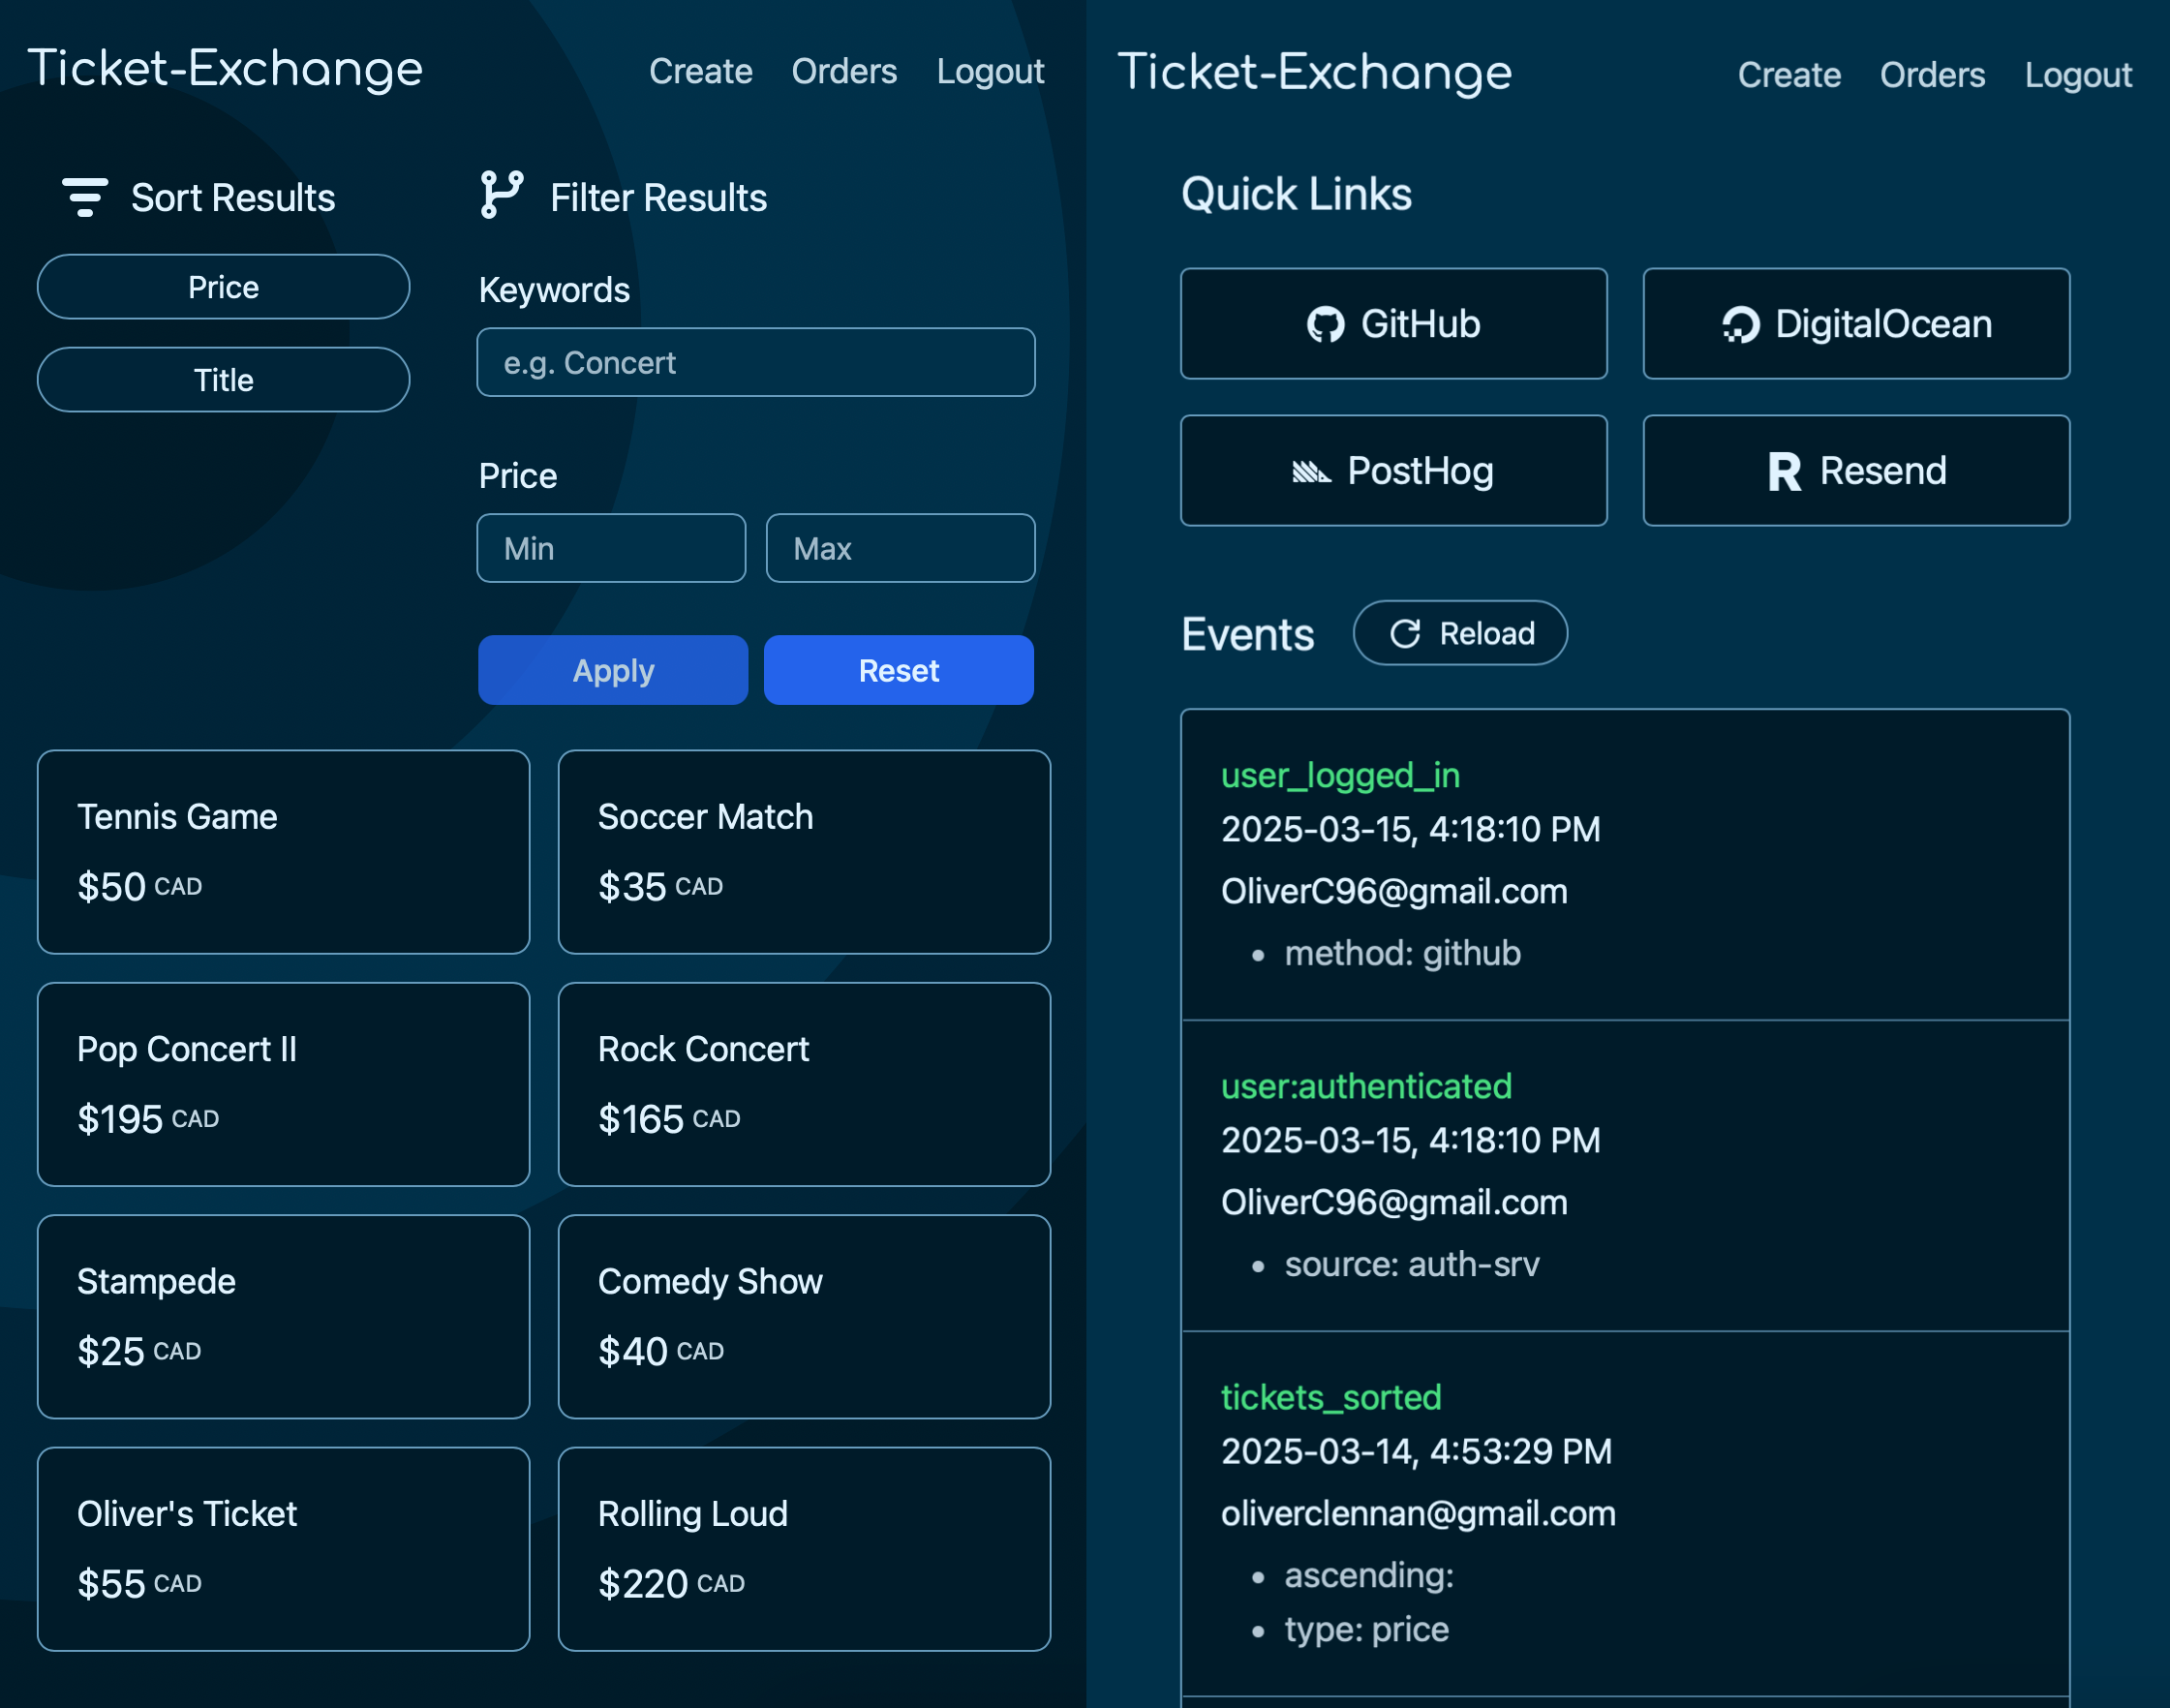 Ticket-Exchange
Create Orders Logout
Sort Results
Price
Title
Filter Results
Keywords
e.g. Concert
Price
Min Max
Apply Reset
Tennis Game
$50 CAD
Soccer Match
$35 CAD
Pop Concert II
$195 CAD
Rock Concert
$165 CAD
Stampede
$25 CAD
Comedy Show
$40 CAD
Oliver's Ticket
$55 CAD
Rolling Loud
$220 CAD
Ticket-Exchange
Create Orders Logout
Quick Links
GitHub
DigitalOcean
PostHog
R Resend
Events
Reload
user_logged_in
2025-03-15, 4:18:10 PM
OliverC96@gmail.com
• method: github
user:authenticated
2025-03-15, 4:18:10 PM
OliverC96@gmail.com
• source: auth-srv
tickets_sorted
2025-03-14, 4:53:29 PM
oliverclennan@gmail.com
• ascending:
• type: price